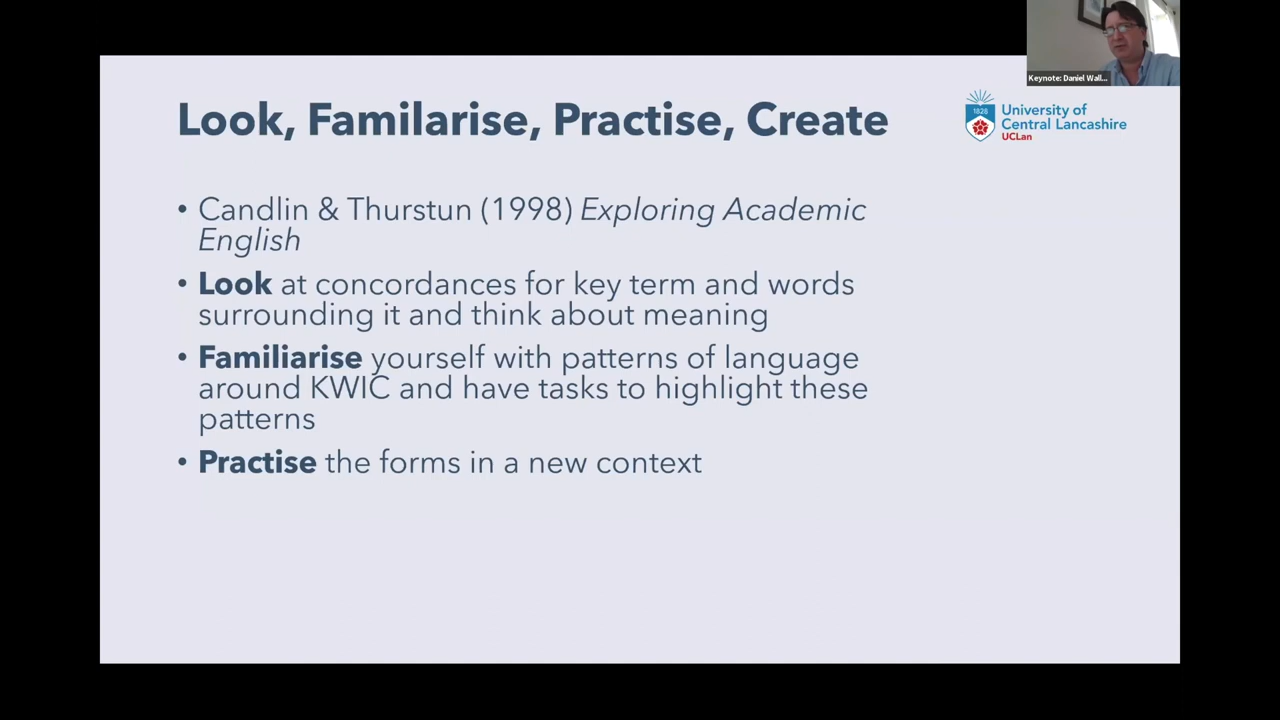 Keynote: Daniel Wall...
Look, Familarise, Practise, Create
1828
University of
Central Lancashire
UCLan
• Candlin & Thurstun (1998) Exploring Academic
English
• Look at concordances for key term and words
surrounding it and think about meaning
• Familiarise yourself with patterns of language
around KWIC and have tasks to highlight these
patterns
• Practise the forms in a new context